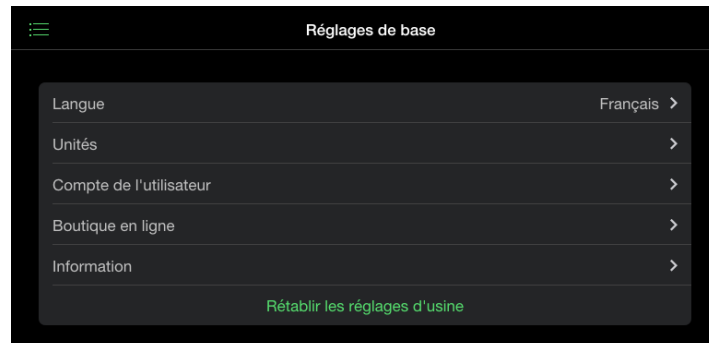 Réglages de base
Langue Français
Unités
Compte de l'utilisateur
Boutique en ligne
Information
Rétablir les réglages d'usine